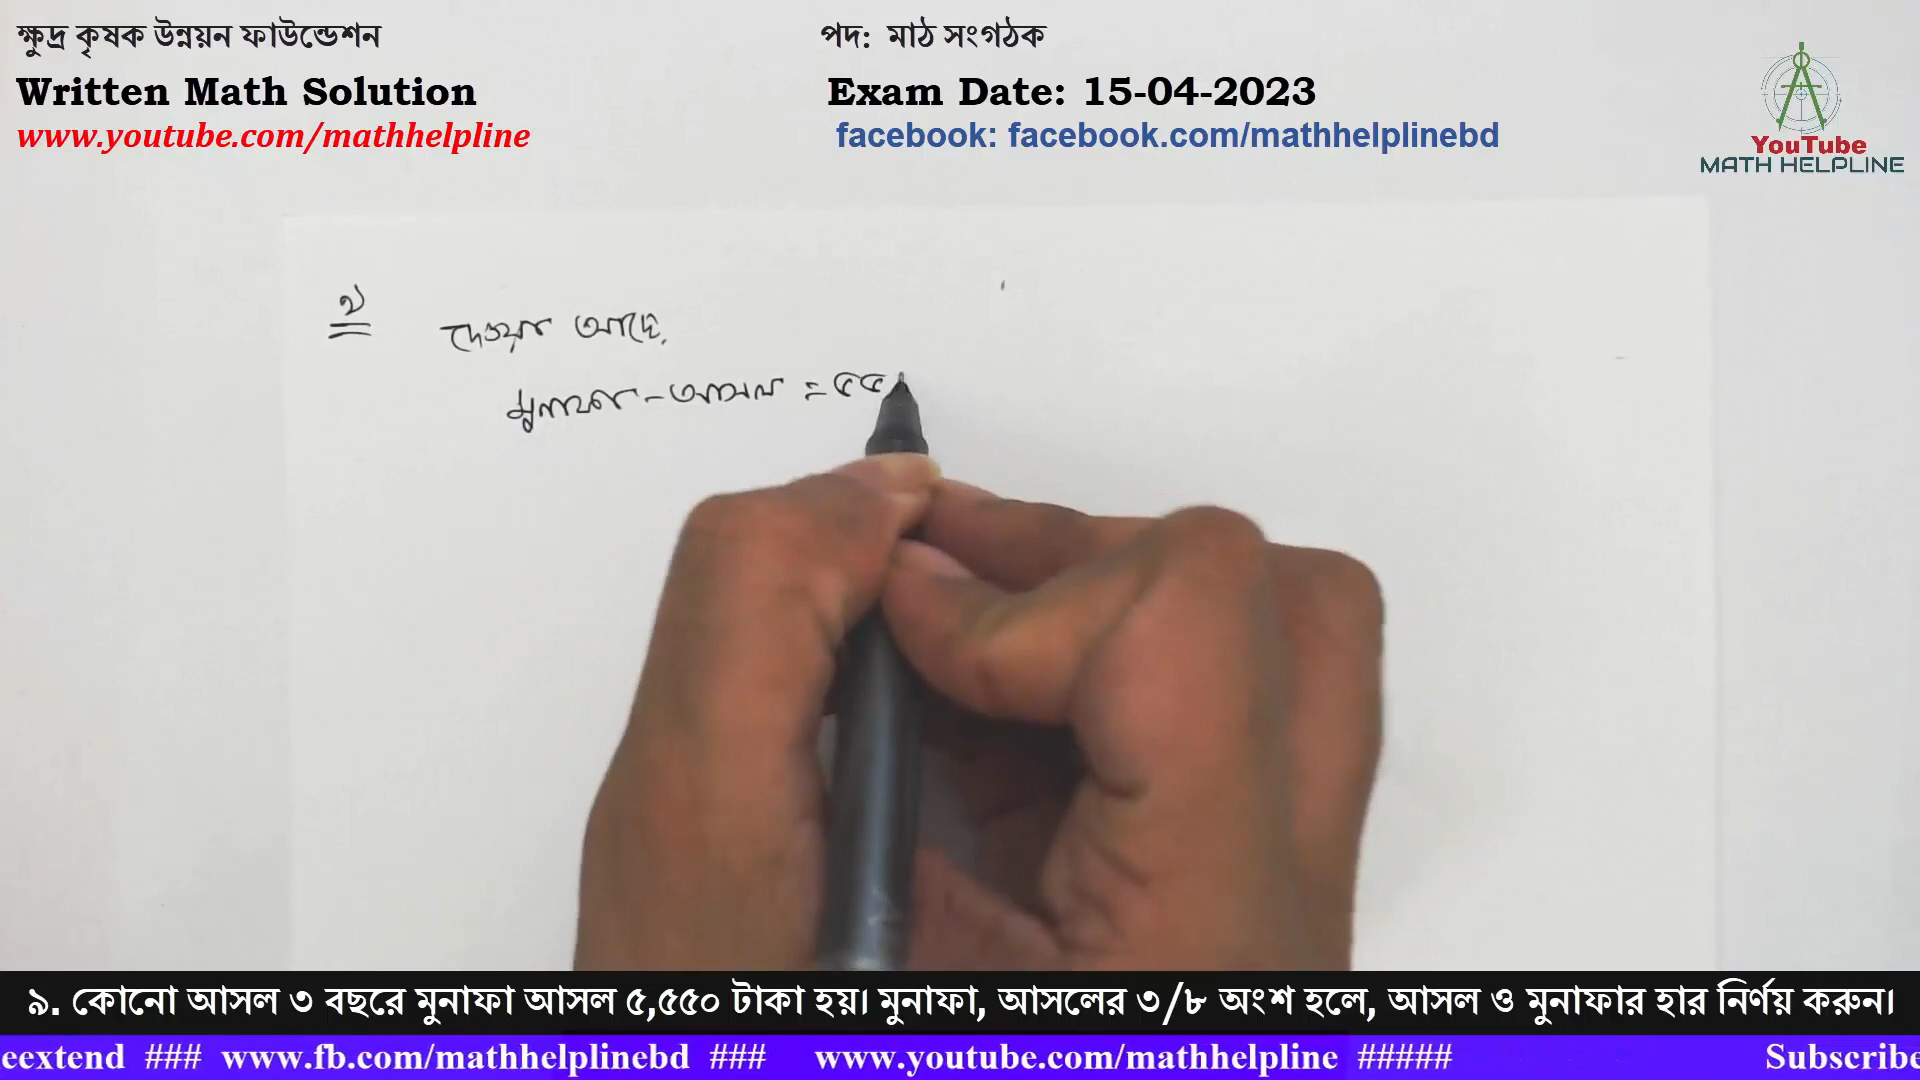 ক্ষুদ্র কৃষক উন্নয়ন ফাউন্ডেশন
পদ: মাঠ সংগঠক
Written Math Solution
Exam Date: 15-04-2023
www.youtube.com/mathhelpline
facebook: facebook.com/mathhelplinebd
YouTube
MATH HELPLINE
৯
দেওয়া আছে,
মুনাফা-আসল = ৫৫
৯. কোনো আসল ৩ বছরে মুনাফা আসল ৫,৫৫০ টাকা হয়। মুনাফা, আসলের ৩/৮ অংশ হলে, আসল ও মুনাফার হার নির্ণয় করুন।
eextend ### www.fb.com/mathhelplinebd ### www.youtube.com/mathhelpline ##### Subscribe